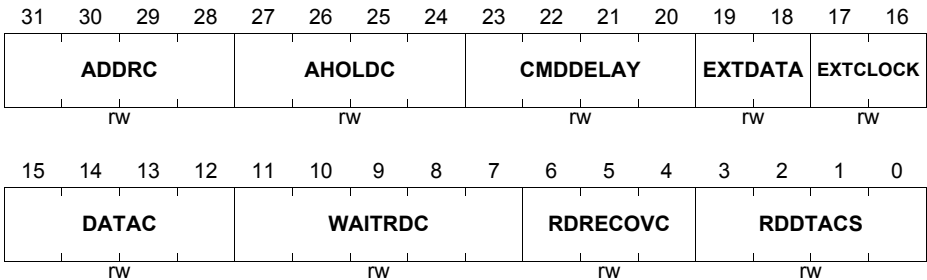 31 30 29 28 27 26 25 24 23 22 21 20 19 18 17 16
ADDRC AHOLDC CMDDELAY EXTDATA EXTCLOCK
rw rw rw rw rw
15 14 13 12 11 10 9 8 7 6 5 4 3 2 1 0
DATAC WAITRDC RDRECOVC RDDTACS
rw rw rw rw